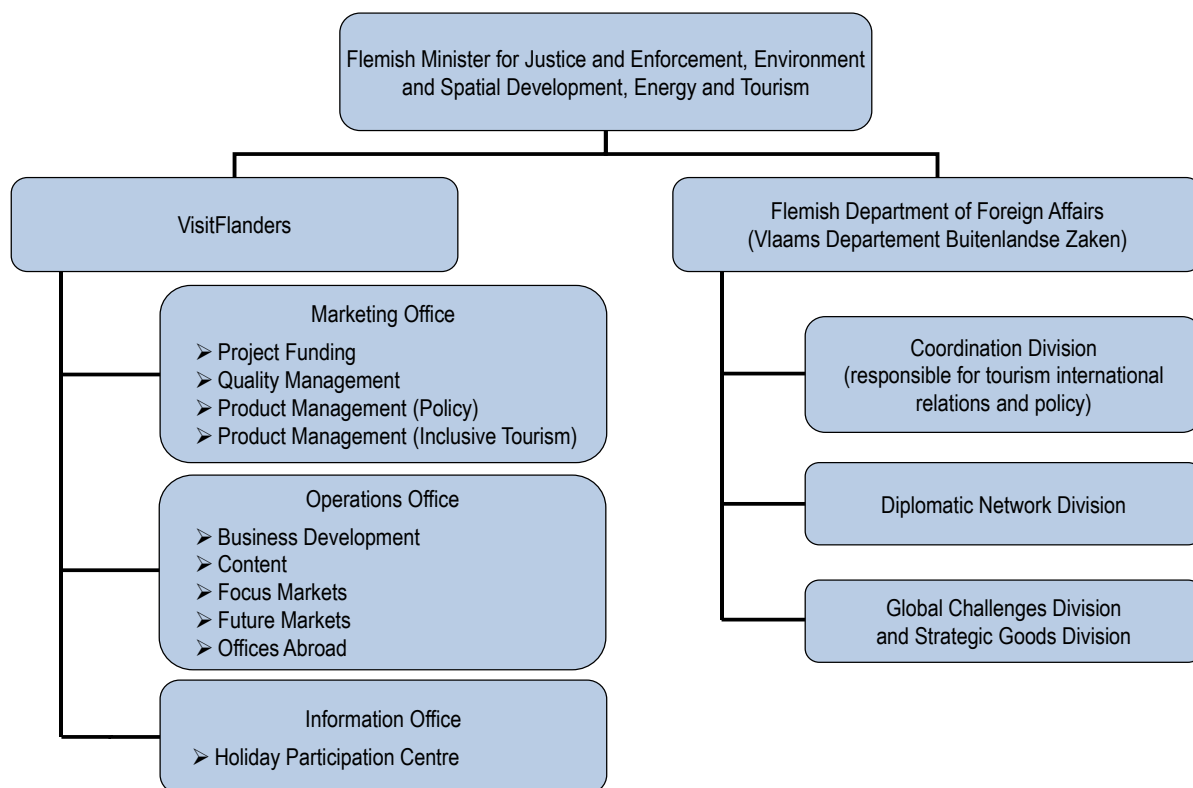 Flemish Minister for Justice and Enforcement, Environment
and Spatial Development, Energy and Tourism
VisitFlanders
Marketing Office
➢ Project Funding
➢ Quality Management
➢ Product Management (Policy)
➢ Product Management (Inclusive Tourism)
Operations Office
➢ Business Development
➢ Content
➢ Focus Markets
➢ Future Markets
➢ Offices Abroad
Information Office
➢ Holiday Participation Centre
Flemish Department of Foreign Affairs
(Vlaams Departement Buitenlandse Zaken)
Coordination Division
(responsible for tourism international
relations and policy)
Diplomatic Network Division
Global Challenges Division
and Strategic Goods Division